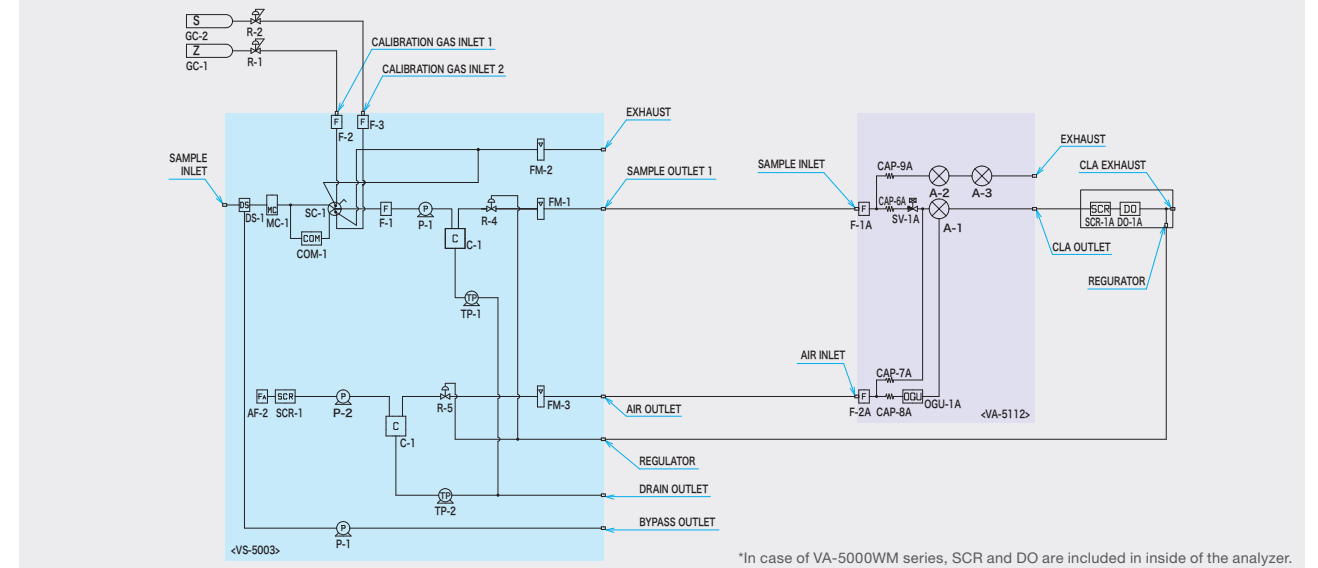 S
GC-2
R-2
Z
GC-1
R-1
CALIBRATION GAS INLET 1
CALIBRATION GAS INLET 2
F
F-2
F
F-3
EXHAUST
FM-2
SAMPLE
INLET
SAMPLE OUTLET 1
DS
DS-1
MC
MC-1
SC-1
COM
COM-1
F
F-1
P
P-1
R-4
C
C-1
FM-1
TP
TP-1
SAMPLE INLET
F
F-1A
CAP-9A
CAP-6A
SV-1A
A-2
A-3
A-1
EXHAUST
CLA EXHAUST
SCR
SCR-1A
DO
DO-1A
CLA OUTLET
REGURATOR
AIR INLET
F
F-2A
CAP-7A
CAP-8A
OGU
OGU-1A
<VA-5112>
FA
AF-2
SCR
SCR-1
P
P-2
C
C-1
R-5
FM-3
AIR OUTLET
REGULATOR
TP
TP-2
DRAIN OUTLET
P
P-1
BYPASS OUTLET
<VS-5003>
*In case of VA-5000WM series, SCR and DO are included in inside of the analyzer.